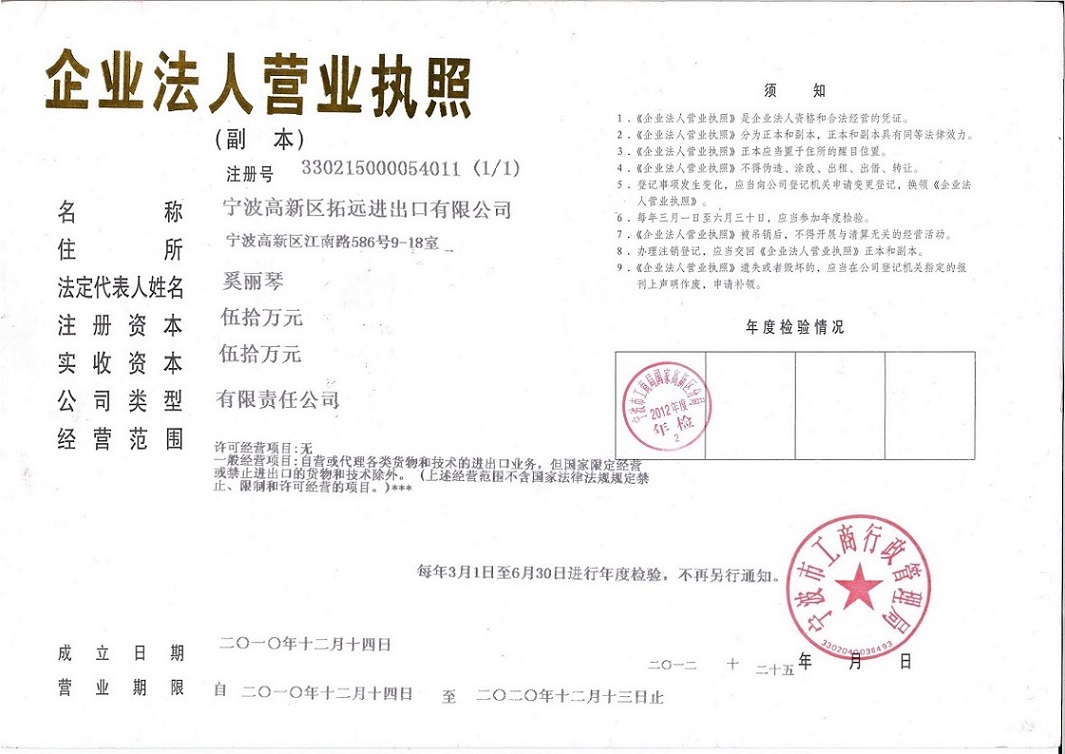 企业法人营业执照
(副 本)
注册号 330215000054011 (1/1)
名 称 宁波高新区拓远进出口有限公司
住 所 宁波高新区江南路586号9-18室
法定代表人姓名 奚丽琴
注 册 资 本 伍拾万元
实 收 资 本 伍拾万元
公 司 类 型 有限责任公司
经 营 范 围
许可经营项目:无
一般经营项目:自营或代理各类货物和技术的进出口业务,但国家限定经营
或禁止进出口的货物和技术除外。(上述经营范围不含国家法律法规规定禁
止、限制和许可经营的项目。)***
每年3月1日至6月30日进行年度检验,不再另行通知。
成 立 日 期 二〇一〇年十二月十四日
营 业 期 限 自 二〇一〇年十二月十四日 至 二〇二〇年十二月十三日止
须 知
1.《企业法人营业执照》是企业法人资格和合法经营的凭证。
2.《企业法人营业执照》分为正本和副本,正本和副本具有同等法律效力。
3.《企业法人营业执照》正本应当置于住所的醒目位置。
4.《企业法人营业执照》不得伪造、涂改、出租、出借、转让。
5.登记事项发生变化,应当向公司登记机关申请变更登记,换领《企业法
人营业执照》。
6.每年三月一日至六月三十日,应当参加年度检验。
7.《企业法人营业执照》被吊销后,不得开展与清算无关的经营活动。
8.办理注销登记,应当交回《企业法人营业执照》正本和副本。
9.《企业法人营业执照》遗失或者毁坏的,应当在公司登记机关指定的报
刊上声明作废,申请补领。
年度检验情况
宁波市工商局国家高新区分局
2012年度
年检
2
宁波市工商行政管理局
3302040036493
二〇一二 十 二十五 年 月 日